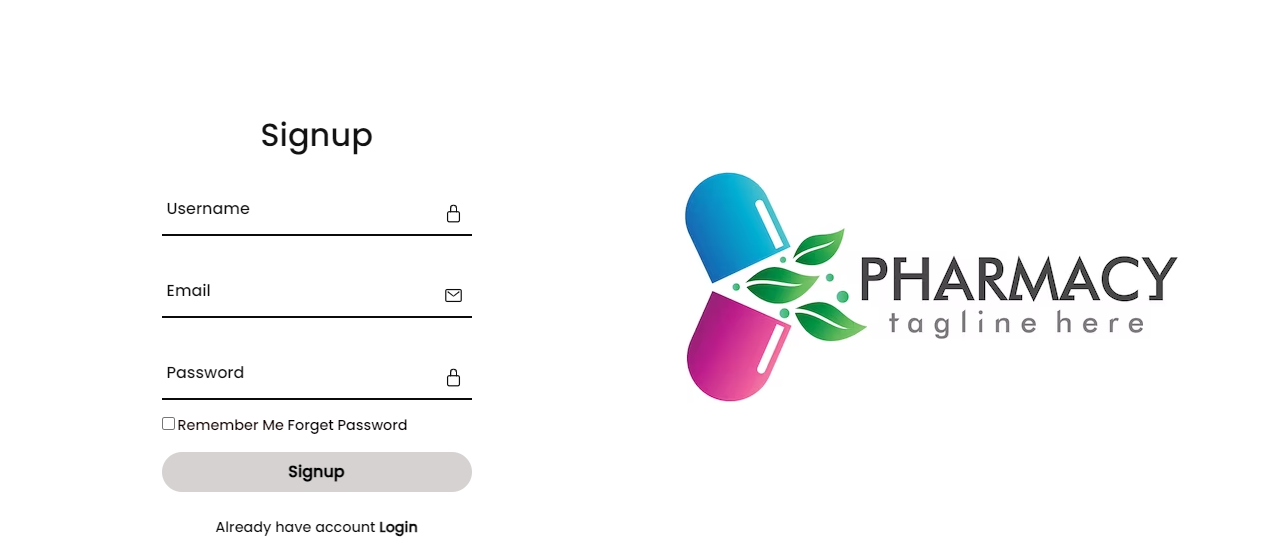 Signup
Username
Email
Password
Remember Me Forget Password
Signup
Already have account Login
PHARMACY
tagline here